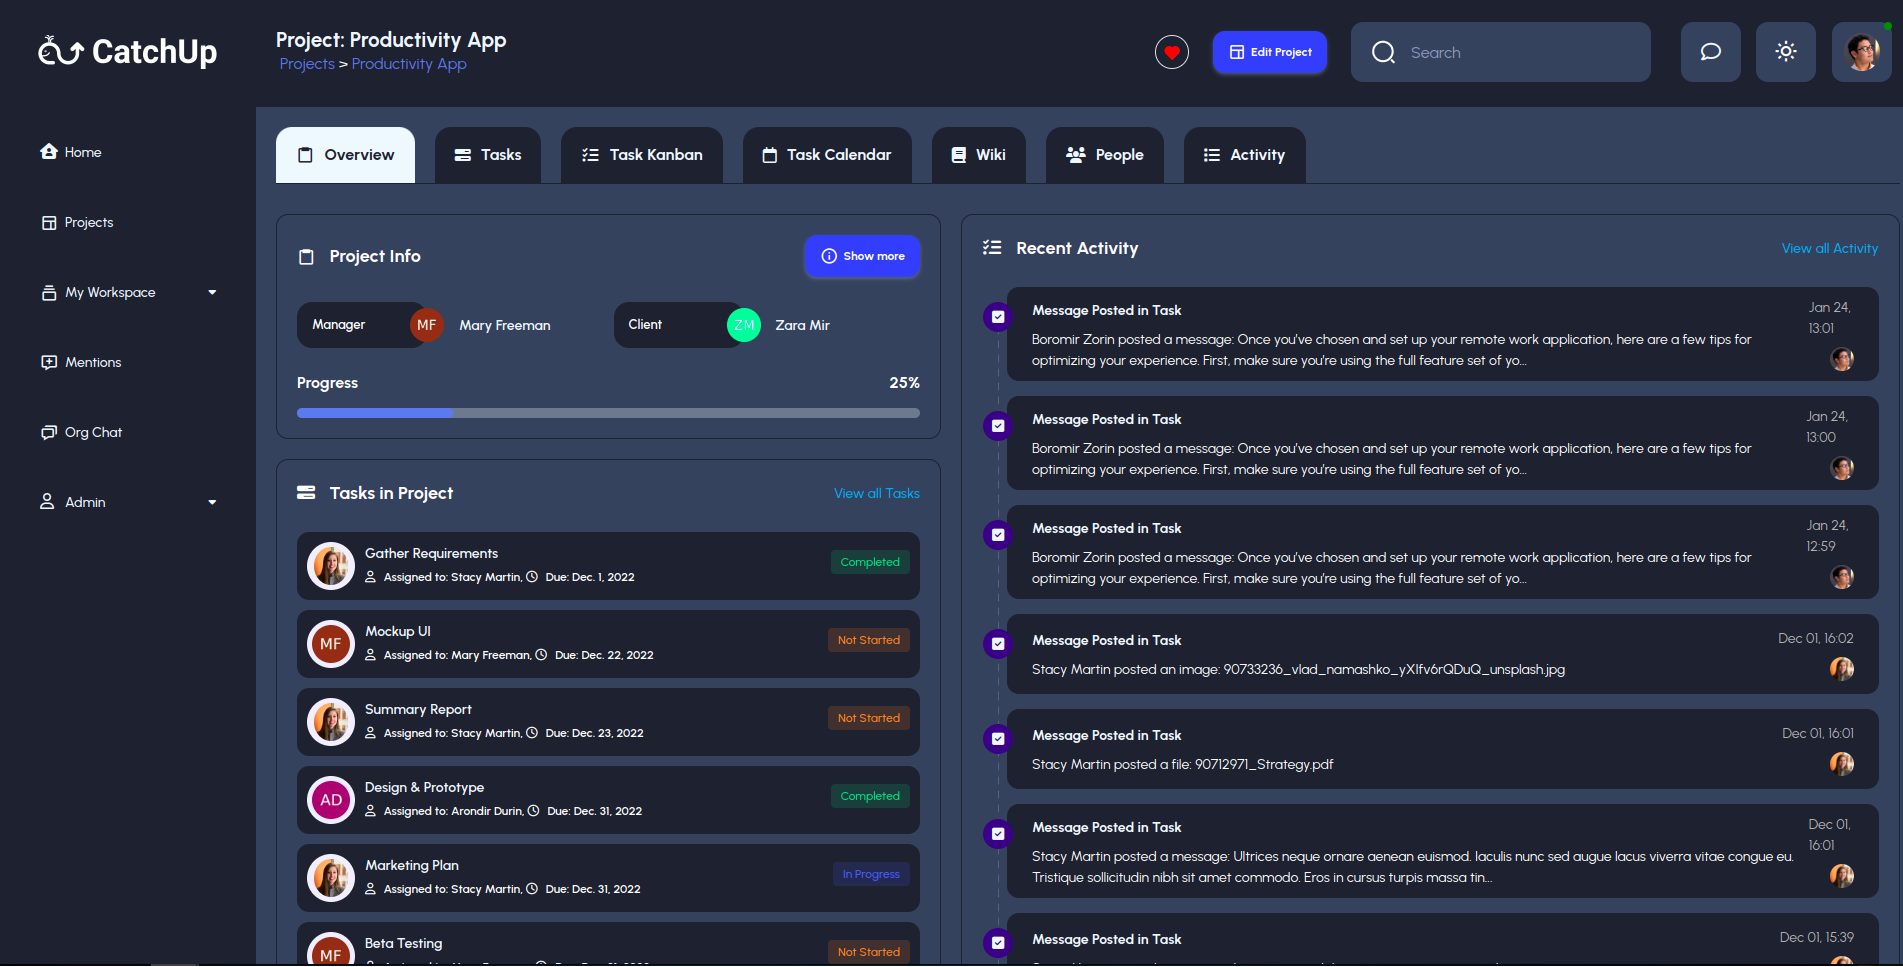 CatchUp
Project: Productivity App
Projects > Productivity App
Edit Project
Search
Home
Projects
My Workspace
Mentions
Org Chat
Admin
Overview
Tasks
Task Kanban
Task Calendar
Wiki
People
Activity
Project Info
Show more
Manager
MF
Mary Freeman
Client
ZM
Zara Mir
Progress
25%
Tasks in Project
View all Tasks
Gather Requirements
Assigned to: Stacy Martin, Due: Dec. 1, 2022
Completed
MF
Mockup UI
Assigned to: Mary Freeman, Due: Dec. 22, 2022
Not Started
Summary Report
Assigned to: Stacy Martin, Due: Dec. 23, 2022
Not Started
AD
Design & Prototype
Assigned to: Arondir Durin, Due: Dec. 31, 2022
Completed
Marketing Plan
Assigned to: Stacy Martin, Due: Dec. 31, 2022
In Progress
MF
Beta Testing
Not Started
Recent Activity
View all Activity
Message Posted in Task
Jan 24,
13:01
Boromir Zorin posted a message: Once you've chosen and set up your remote work application, here are a few tips for
optimizing your experience. First, make sure you're using the full feature set of yo...
Message Posted in Task
Jan 24,
13:00
Boromir Zorin posted a message: Once you've chosen and set up your remote work application, here are a few tips for
optimizing your experience. First, make sure you're using the full feature set of yo...
Message Posted in Task
Jan 24,
12:59
Boromir Zorin posted a message: Once you've chosen and set up your remote work application, here are a few tips for
optimizing your experience. First, make sure you're using the full feature set of yo...
Message Posted in Task
Dec 01, 16:02
Stacy Martin posted an image: 90733236_vlad_namashko_yXIfv6rQDuQ_unsplash.jpg
Message Posted in Task
Dec 01, 16:01
Stacy Martin posted a file: 90712971_Strategy.pdf
Message Posted in Task
Dec 01,
16:01
Stacy Martin posted a message: Ultrices neque ornare aenean euismod. Iaculis nunc sed augue lacus viverra vitae congue eu.
Tristique sollicitudin nibh sit amet commodo. Eros in cursus turpis massa tin...
Message Posted in Task
Dec 01, 15:39